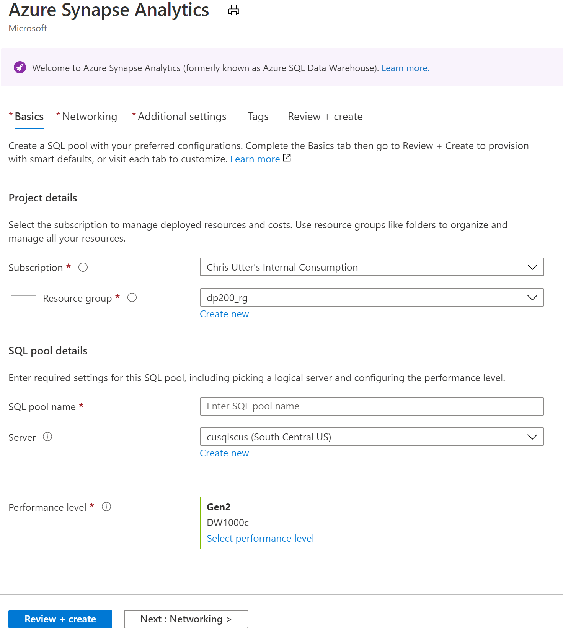 Azure Synapse Analytics
Microsoft
Welcome to Azure Synapse Analytics (formerly known as Azure SQL Data Warehouse). Learn more.
*Basics *Networking *Additional settings Tags Review + create
Create a SQL pool with your preferred configurations. Complete the Basics tab then go to Review + Create to provision
with smart defaults, or visit each tab to customize. Learn more
Project details
Select the subscription to manage deployed resources and costs. Use resource groups like folders to organize and
manage all your resources.
Subscription * Chris Utter's Internal Consumption
Resource group * dp200_rg
Create new
SQL pool details
Enter required settings for this SQL pool, including picking a logical server and configuring the performance level.
SQL pool name * Enter SQL pool name
Server cusqlscus (South Central US)
Create new
Performance level * Gen2
DW1000c
Select performance level
Review + create Next : Networking >